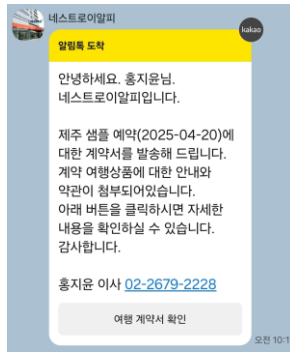 네스트로이알피
kakao
알림톡 도착
안녕하세요. 홍지윤님.
네스트로이알피입니다.
제주 샘플 예약(2025-04-20)에
대한 계약서를 발송해 드립니다.
계약 여행상품에 대한 안내와
약관이 첨부되어있습니다.
아래 버튼을 클릭하시면 자세한
내용을 확인하실 수 있습니다.
감사합니다.
홍지윤 이사 02-2679-2228
여행 계약서 확인
오전 10:1